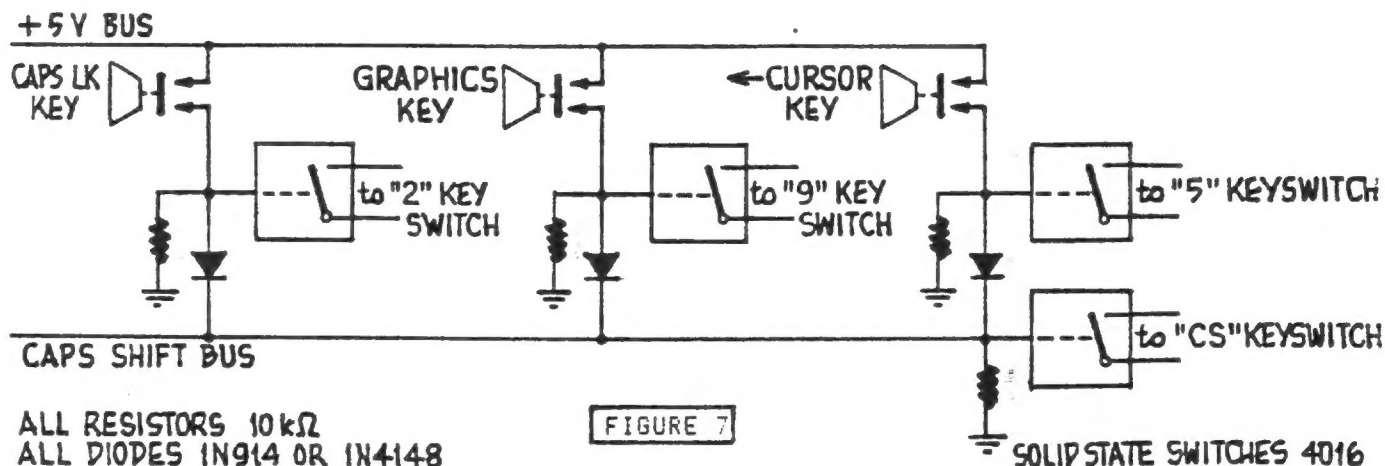 +5V BUS
CAPS LK
KEY
GRAPHICS
KEY
←CURSOR
KEY
to "2" KEY
SWITCH
to "9" KEY
SWITCH
to "5" KEYSWITCH
to "CS" KEYSWITCH
CAPS SHIFT BUS
ALL RESISTORS 10 kΩ
ALL DIODES 1N914 OR 1N4148
FIGURE 7
SOLID STATE SWITCHES 4016